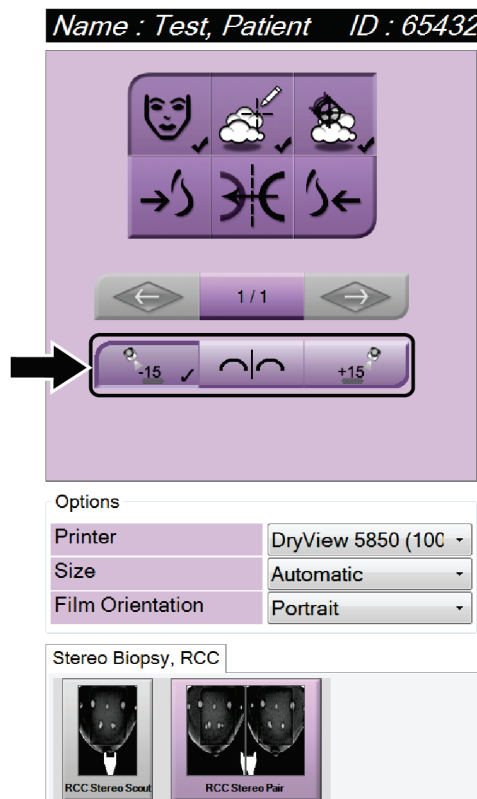 Name : Test, Patient ID : 65432
1 / 1
-15 +15
Options
Printer DryView 5850 (100
Size Automatic
Film Orientation Portrait
Stereo Biopsy, RCC
RCC Stereo Scout RCC Stereo Pair